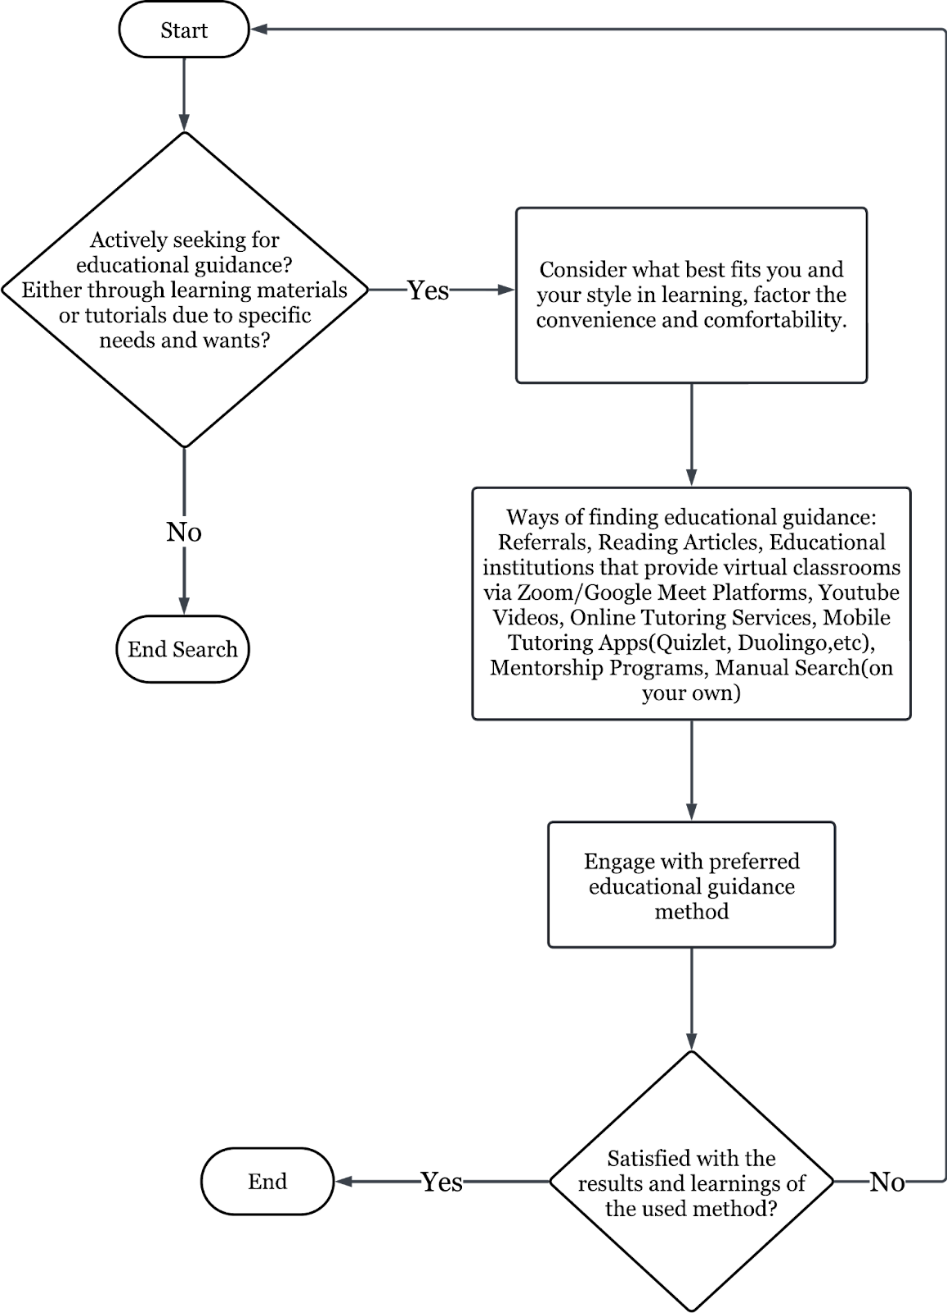 Start
Actively seeking for
educational guidance?
Either through learning materials
or tutorials due to specific
needs and wants?
Yes
Consider what best fits you and
your style in learning, factor the
convenience and comfortability.
No
End Search
Ways of finding educational guidance:
Referrals, Reading Articles, Educational
institutions that provide virtual classrooms
via Zoom/Google Meet Platforms, Youtube
Videos, Online Tutoring Services, Mobile
Tutoring Apps(Quizlet, Duolingo,etc),
Mentorship Programs, Manual Search(on
your own)
Engage with preferred
educational guidance
method
Satisfied with the
results and learnings of
the used method?
Yes
End
No